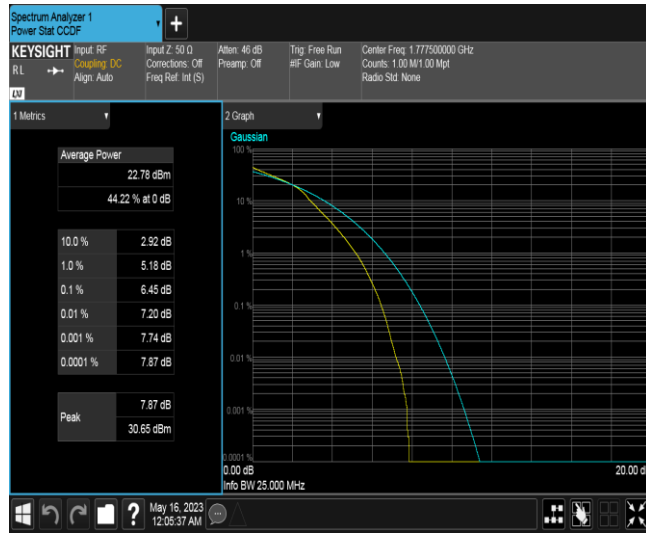 Spectrum Analyzer 1
Power Stat CCDF
+
KEYSIGHT
RL
LXI
Input: RF
Coupling: DC
Align: Auto
Input Z: 50 Ω
Corrections: Off
Freq Ref: Int (S)
Atten: 46 dB
Preamp: Off
Trig: Free Run
#IF Gain: Low
Center Freq: 1.777500000 GHz
Counts: 1.00 M/1.00 Mpt
Radio Std: None
1 Metrics
Average Power
22.78 dBm
44.22 % at 0 dB
10.0 % 2.92 dB
1.0 % 5.18 dB
0.1 % 6.45 dB
0.01 % 7.20 dB
0.001 % 7.74 dB
0.0001 % 7.87 dB
Peak
7.87 dB
30.65 dBm
2 Graph
Gaussian
100 %
10 %
1 %
0.1 %
0.01 %
0.001 %
0.0001 %
0.00 dB
20.00 d
Info BW 25.000 MHz
?
May 16, 2023
12:05:37 AM